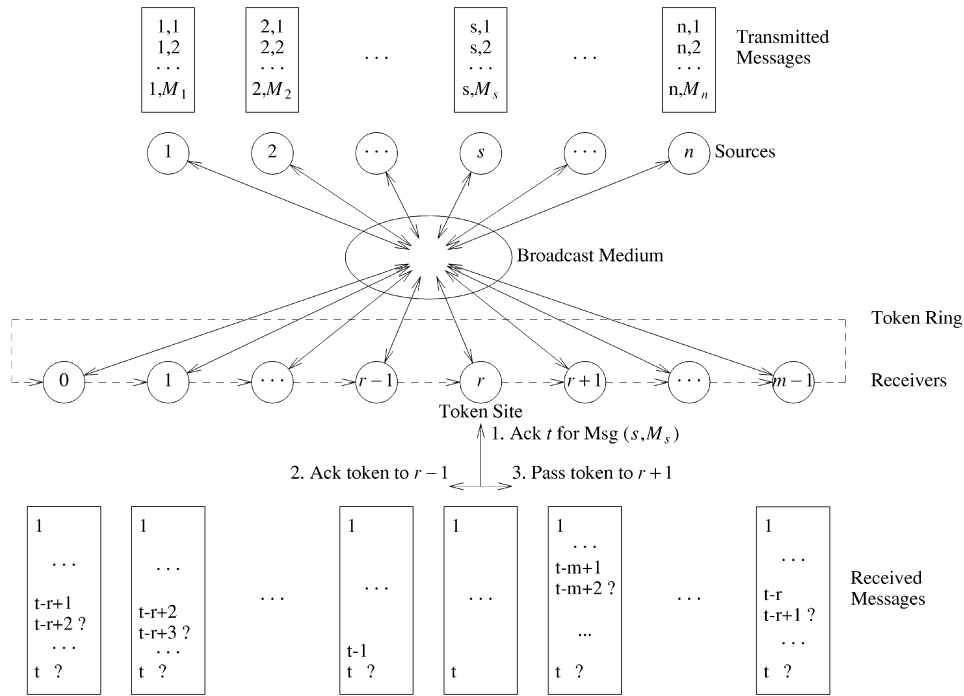 1,1
1,2
...
1,M1
2,1
2,2
...
2,M2
...
s,1
s,2
...
s,Ms
...
n,1
n,2
...
n,Mn
Transmitted
Messages
1
2
...
s
...
n
Sources
Broadcast Medium
Token Ring
0
1
...
r−1
r
r+1
...
m−1
Receivers
Token Site
1. Ack t for Msg (s,Ms)
2. Ack token to r−1
3. Pass token to r+1
1
...
t-r+1
t-r+2 ?
...
t ?
1
...
t-r+2
t-r+3 ?
...
t ?
...
1
...
t-1
t ?
1
...
t
1
...
t-m+1
t-m+2 ?
...
t ?
...
1
...
t-r
t-r+1 ?
...
t ?
Received
Messages